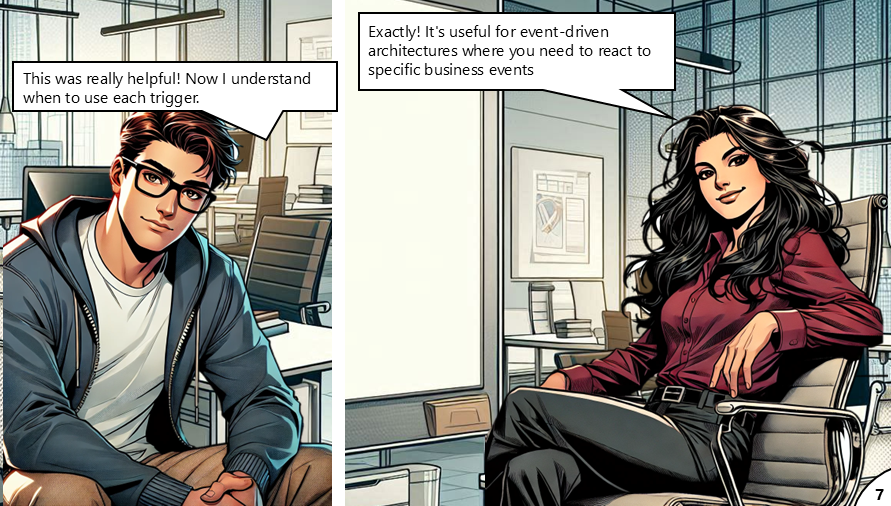 This was really helpful! Now I understand
when to use each trigger.
Exactly! It's useful for event-driven
architectures where you need to react to
specific business events
7